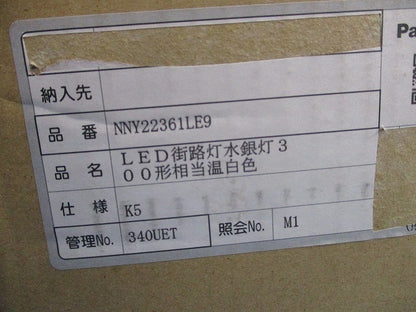 納入先
品番 NNY22361LE9
品名 LED街路灯水銀灯3
00形相当温白色
仕様 K5
管理No. 340UET 照会No. M1
Pa